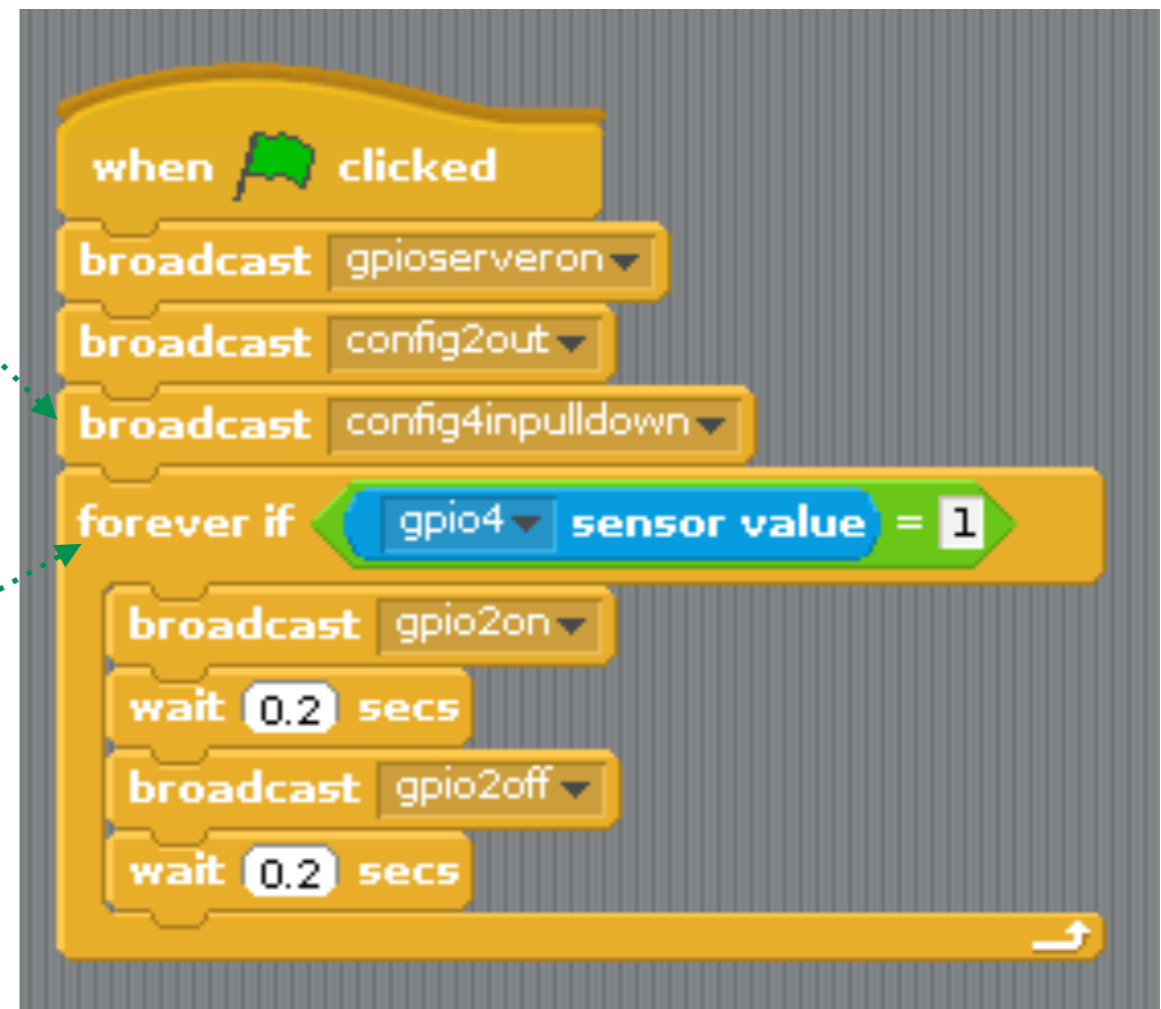 when clicked
broadcast gpioserveron
broadcast config2out
broadcast config4inpulldown
forever if gpio4 sensor value = 1
broadcast gpio2on
wait 0.2 secs
broadcast gpio2off
wait 0.2 secs